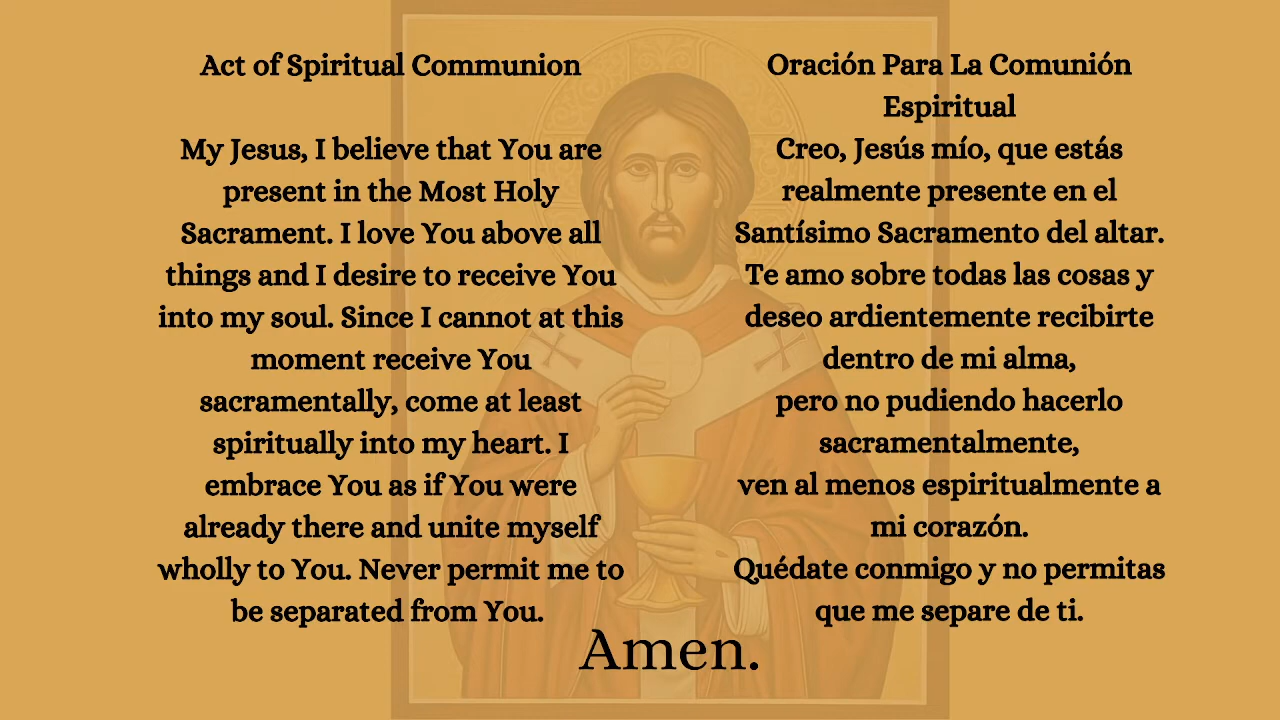 Act of Spiritual Communion
My Jesus, I believe that You are
present in the Most Holy
Sacrament. I love You above all
things and I desire to receive You
into my soul. Since I cannot at this
moment receive You
sacramentally, come at least
spiritually into my heart. I
embrace You as if You were
already there and unite myself
wholly to You. Never permit me to
be separated from You.
Oración Para La Comunión
Espiritual
Creo, Jesús mío, que estás
realmente presente en el
Santísimo Sacramento del altar.
Te amo sobre todas las cosas y
deseo ardientemente recibirte
dentro de mi alma,
pero no pudiendo hacerlo
sacramentalmente,
ven al menos espiritualmente a
mi corazón.
Quédate conmigo y no permitas
que me separe de ti.
Amen.